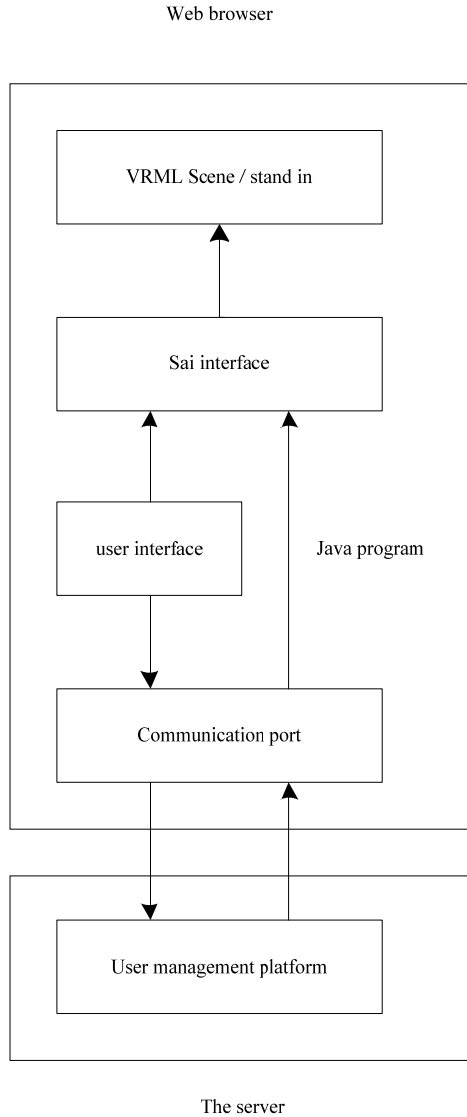 Web browser
VRML Scene / stand in
Sai interface
user interface
Java program
Communication port
User management platform
The server